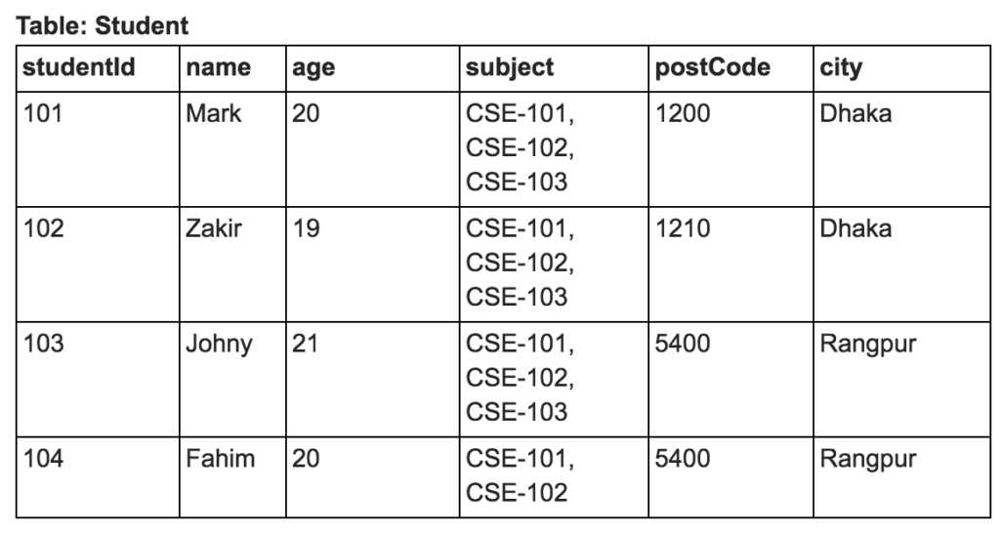 Table: Student
studentId name age subject postCode city
101 Mark 20 CSE-101, 1200 Dhaka
CSE-102,
CSE-103
102 Zakir 19 CSE-101, 1210 Dhaka
CSE-102,
CSE-103
103 Johny 21 CSE-101, 5400 Rangpur
CSE-102,
CSE-103
104 Fahim 20 CSE-101, 5400 Rangpur
CSE-102